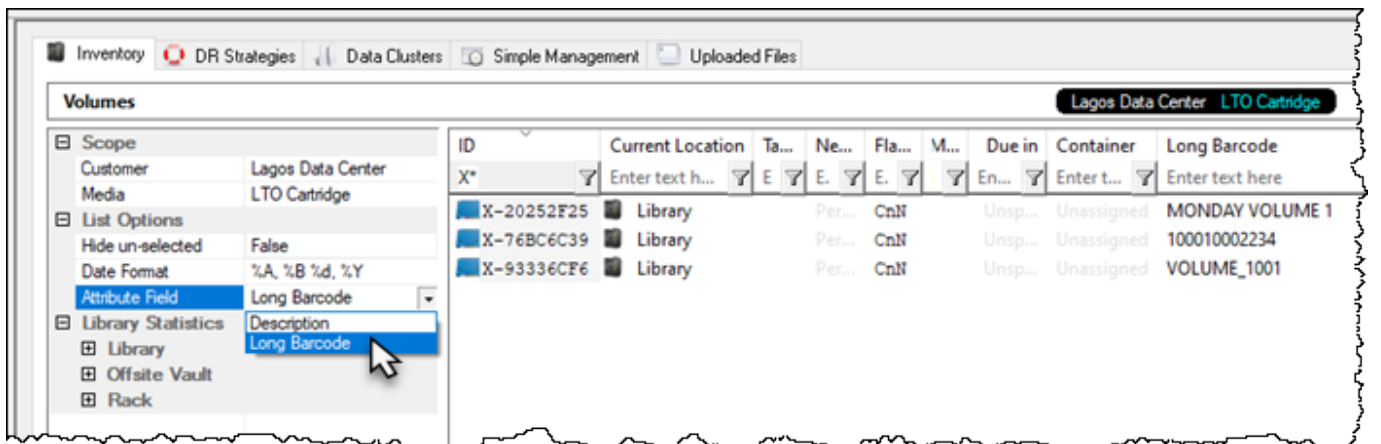 Inventory DR Strategies Data Clusters Simple Management Uploaded Files
Volumes Lagos Data Center LTO Cartridge
Scope
Customer Lagos Data Center
Media LTO Cartridge
List Options
Hide un-selected False
Date Format %A, %B %d, %Y
Attribute Field Long Barcode
Library Statistics Description
Long Barcode
Library
Offsite Vault
Rack
ID Current Location Ta... Ne... Fla... M... Due in Container Long Barcode
X* Enter text h... E E. E. En... Enter t... Enter text here
X-20252F25 Library Per... CnN Unsp... Unassigned MONDAY VOLUME 1
X-76BC6C39 Library Per... CnN Unsp... Unassigned 100010002234
X-93336CF6 Library Per... CnN Unsp... Unassigned VOLUME_1001